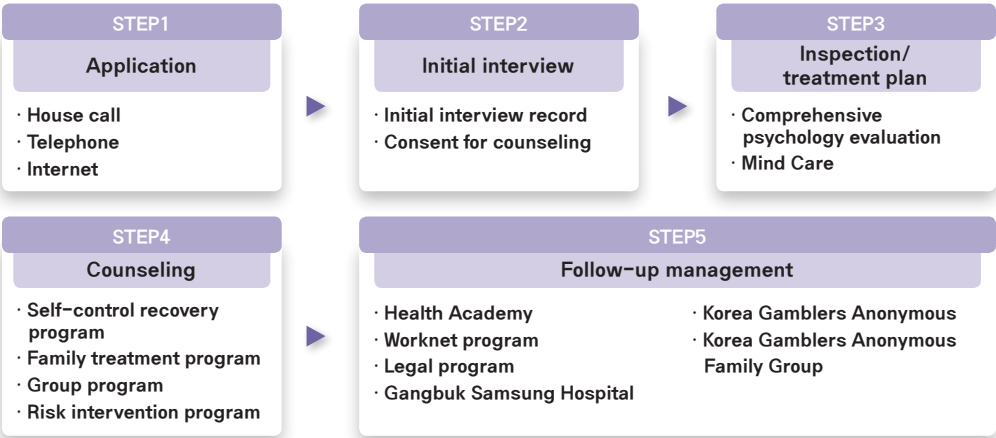 STEP1
Application
· House call
· Telephone
· Internet
STEP2
Initial interview
· Initial interview record
· Consent for counseling
STEP3
Inspection/
treatment plan
· Comprehensive
psychology evaluation
· Mind Care
STEP4
Counseling
· Self-control recovery
program
· Family treatment program
· Group program
· Risk intervention program
STEP5
Follow-up management
· Health Academy
· Worknet program
· Legal program
· Gangbuk Samsung Hospital
· Korea Gamblers Anonymous
· Korea Gamblers Anonymous
Family Group